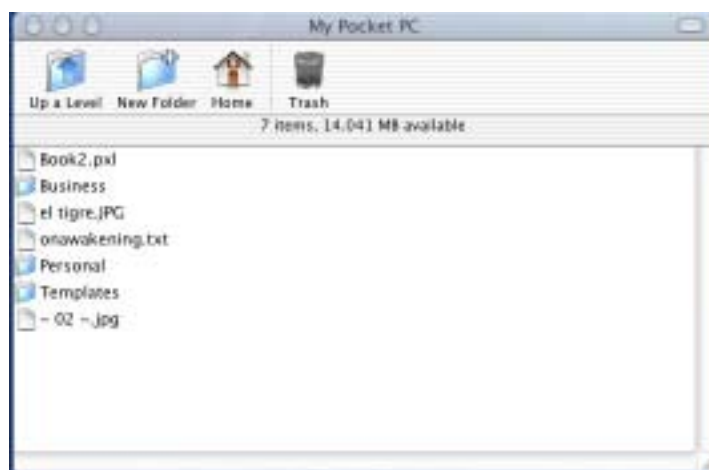 My Pocket PC
Up a Level New Folder Home Trash
7 items, 14.041 MB available
Book2.pxl
Business
el tigre.JPG
onawakening.txt
Personal
Templates
~ 02 ~.jpg